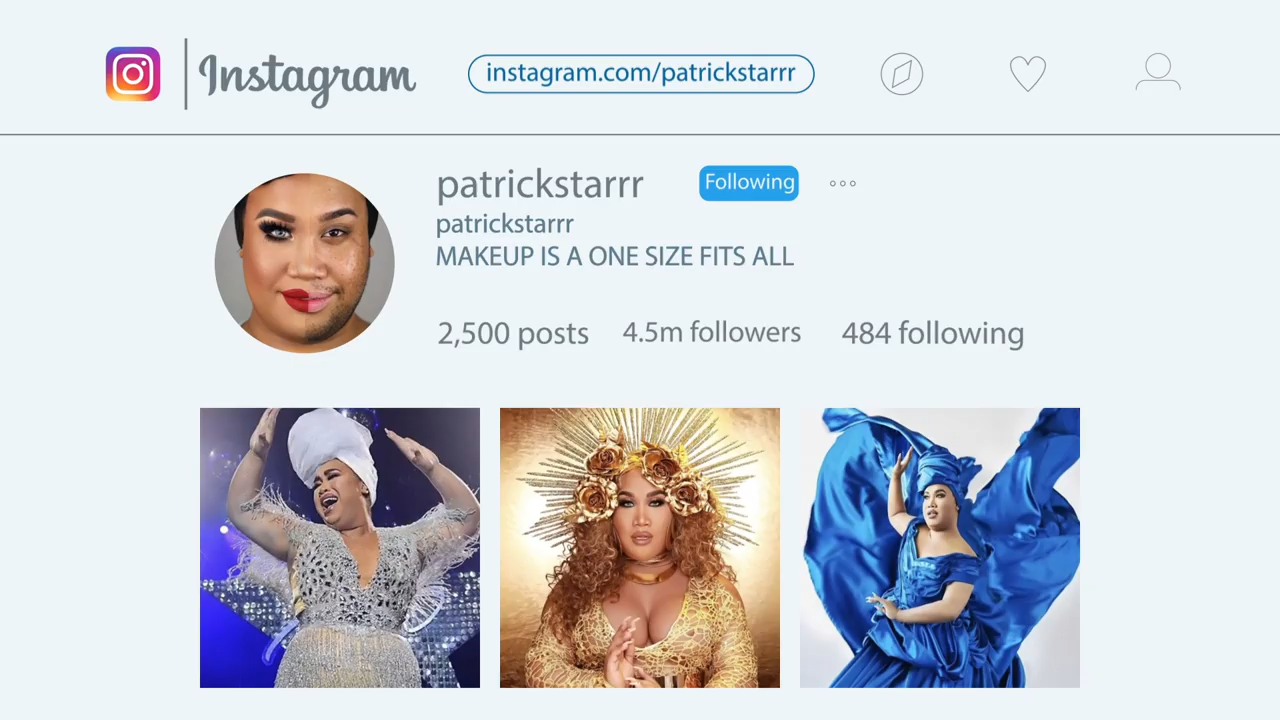 Instagram
instagram.com/patrickstarrr
patrickstarrr
Following
patrickstarrr
MAKEUP IS A ONE SIZE FITS ALL
2,500 posts
4.5m followers
484 following